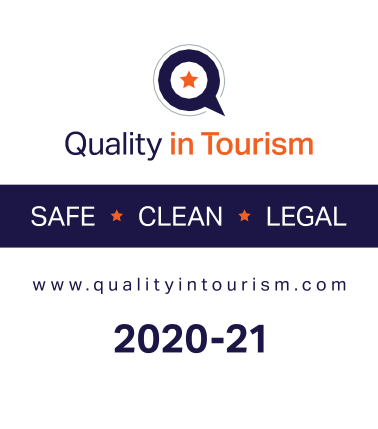 Quality in Tourism
SAFE ★ CLEAN ★ LEGAL
www.qualityintourism.com
2020-21